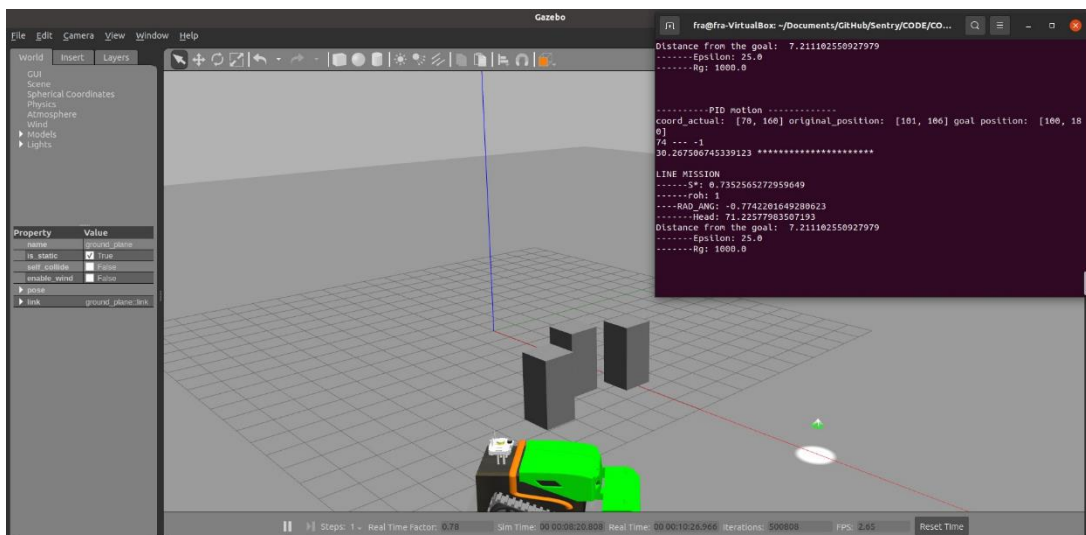 Gazebo
File Edit Camera View Window Help
World Insert Layers
GUI
Scene
Spherical Coordinates
Physics
Atmosphere
Wind
Models
Lights
Property Value
name ground_plane
is_static True
self_collide False
enable_wind False
pose
link ground_plane::link
fra@fra-VirtualBox: ~/Documents/GitHub/Sentry/CODE/CO...
Distance from the goal:  7.211102550927979
-------Epsilon: 25.0
-------Rg: 1000.0
----------PID motion -------------
coord_actual:  [70, 160] original_position:  [101, 106] goal position:  [100, 18
0]
74 --- -1
30.267506745339123 **********************
LINE MISSION
------S*: 0.7352565272959649
------roh: 1
----RAD_ANG: -0.7742201649280623
-------Head: 71.22577983507193
Distance from the goal:  7.211102550927979
-------Epsilon: 25.0
-------Rg: 1000.0
Steps: 1 Real Time Factor: 0.78 Sim Time: 00 00:08:20.808 Real Time: 00 00:10:26.966 Iterations: 500808 FPS: 2.65 Reset Time